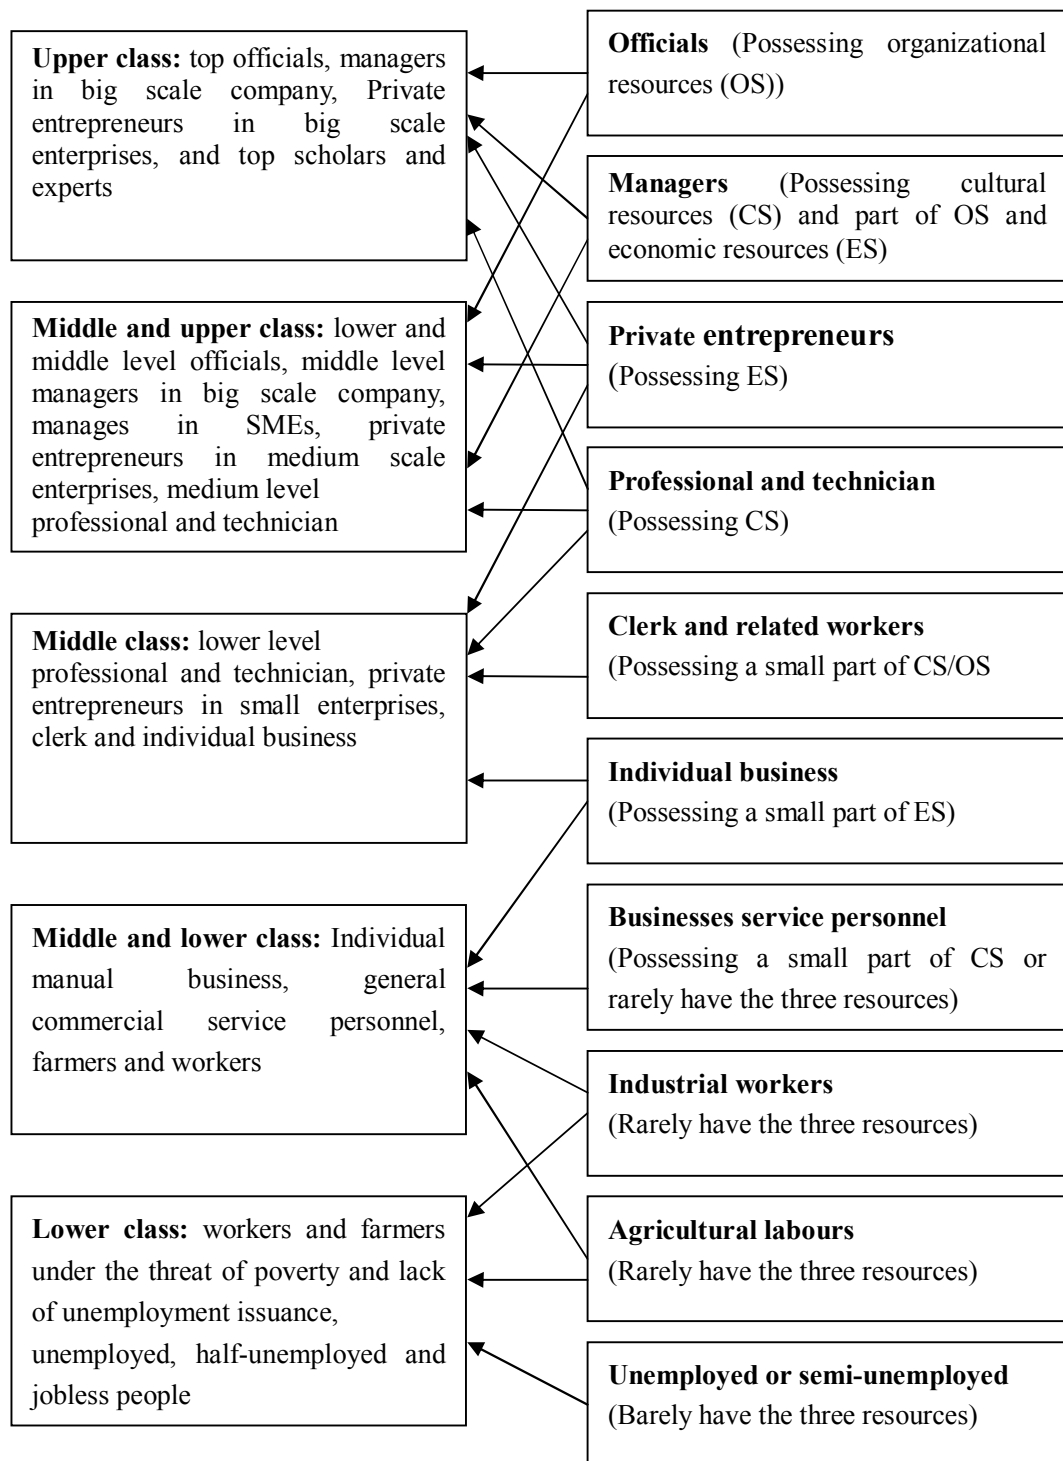 Upper class: top officials, managers
in big scale company, Private
entrepreneurs in big scale
enterprises, and top scholars and
experts
Middle and upper class: lower and
middle level officials, middle level
managers in big scale company,
manages in SMEs, private
entrepreneurs in medium scale
enterprises, medium level
professional and technician
Middle class: lower level
professional and technician, private
entrepreneurs in small enterprises,
clerk and individual business
Middle and lower class: Individual
manual business, general
commercial service personnel,
farmers and workers
Lower class: workers and farmers
under the threat of poverty and lack
of unemployment issuance,
unemployed, half-unemployed and
jobless people
Officials (Possessing organizational
resources (OS))
Managers (Possessing cultural
resources (CS) and part of OS and
economic resources (ES)
Private entrepreneurs
(Possessing ES)
Professional and technician
(Possessing CS)
Clerk and related workers
(Possessing a small part of CS/OS
Individual business
(Possessing a small part of ES)
Businesses service personnel
(Possessing a small part of CS or
rarely have the three resources)
Industrial workers
(Rarely have the three resources)
Agricultural labours
(Rarely have the three resources)
Unemployed or semi-unemployed
(Barely have the three resources)